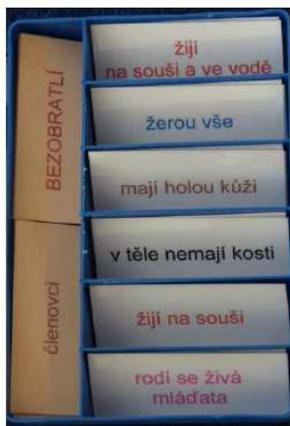 BEZOBRATLÍ
členovci
žijí
na souši a ve vodě
žerou vše
mají holou kůži
v těle nemají kosti
žijí na souši
rodí se živá
mláďata